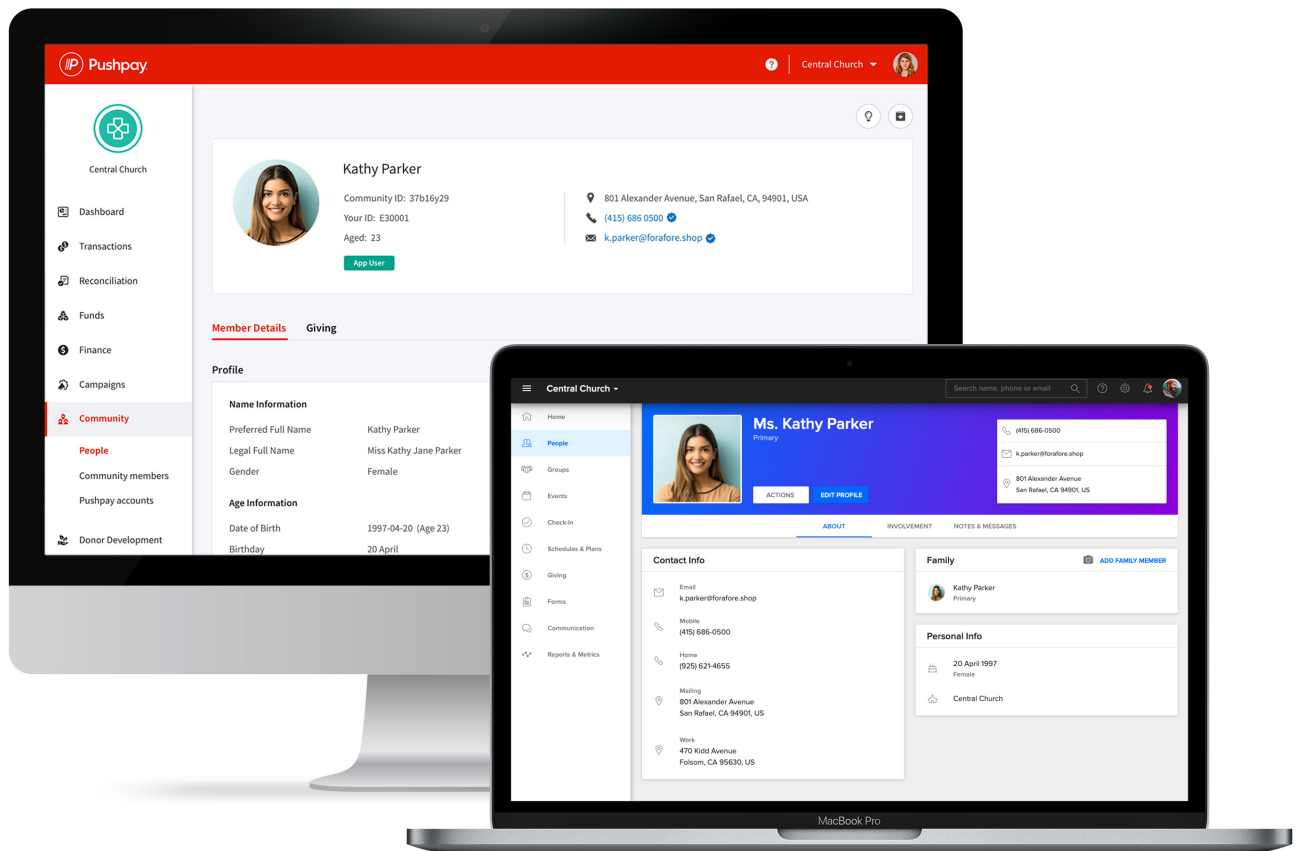 Pushpay
? Central Church
Central Church
Dashboard
Transactions
Reconciliation
Funds
Finance
Campaigns
Community
People
Community members
Pushpay accounts
Donor Development
Kathy Parker
Community ID: 37b16y29
Your ID: E30001
Aged: 23
App User
801 Alexander Avenue, San Rafael, CA, 94901, USA
(415) 686 0500
k.parker@forafore.shop
Member Details Giving
Profile
Name Information
Preferred Full Name Kathy Parker
Legal Full Name Miss Kathy Jane Parker
Gender Female
Age Information
Date of Birth 1997-04-20 (Age 23)
Birthday 20 April
Central Church
Search name, phone or email
Home
People
Groups
Events
Check-In
Schedules & Plans
Giving
Forms
Communication
Reports & Metrics
Ms. Kathy Parker
Primary
ACTIONS EDIT PROFILE
(415) 686-0500
k.parker@forafore.shop
801 Alexander Avenue
San Rafael, CA 94901, US
ABOUT INVOLVEMENT NOTES & MESSAGES
Contact Info
Email
k.parker@forafore.shop
Mobile
(415) 686-0500
Home
(925) 621-4655
Mailing
801 Alexander Avenue
San Rafael, CA 94901, US
Work
470 Kidd Avenue
Folsom, CA 95630, US
Family ADD FAMILY MEMBER
Kathy Parker
Primary
Personal Info
20 April 1997
Female
Central Church
MacBook Pro